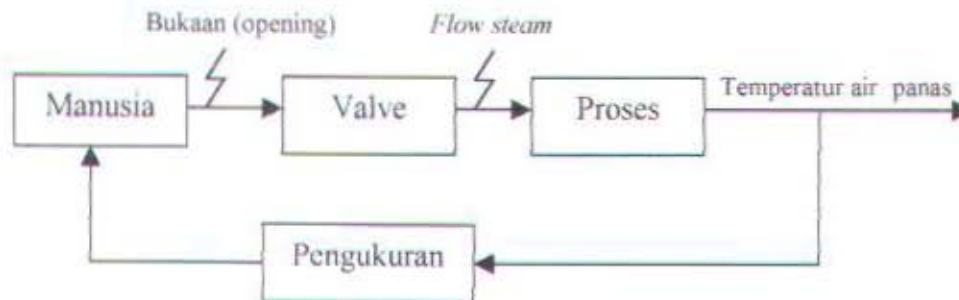 Bukaan (opening)
Flow steam
Manusia
Valve
Proses
Temperatur air panas
Pengukuran